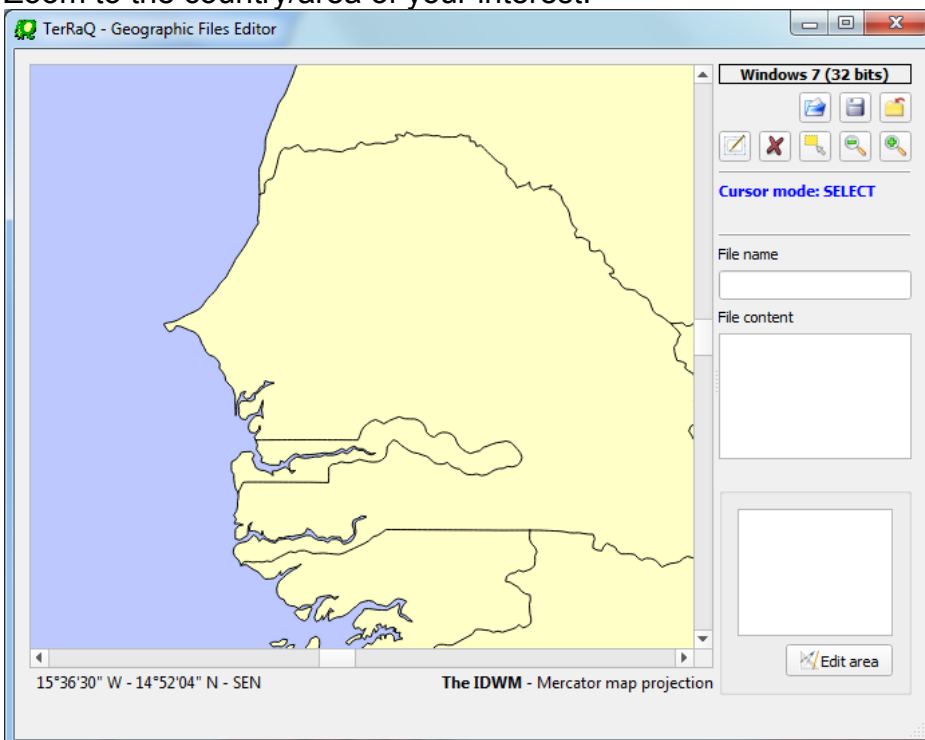 Zoom to the country/area of your interest.
TerRaQ - Geographic Files Editor
Windows 7 (32 bits)
Cursor mode: SELECT
File name
File content
Edit area
15°36'30" W - 14°52'04" N - SEN The IDWM - Mercator map projection